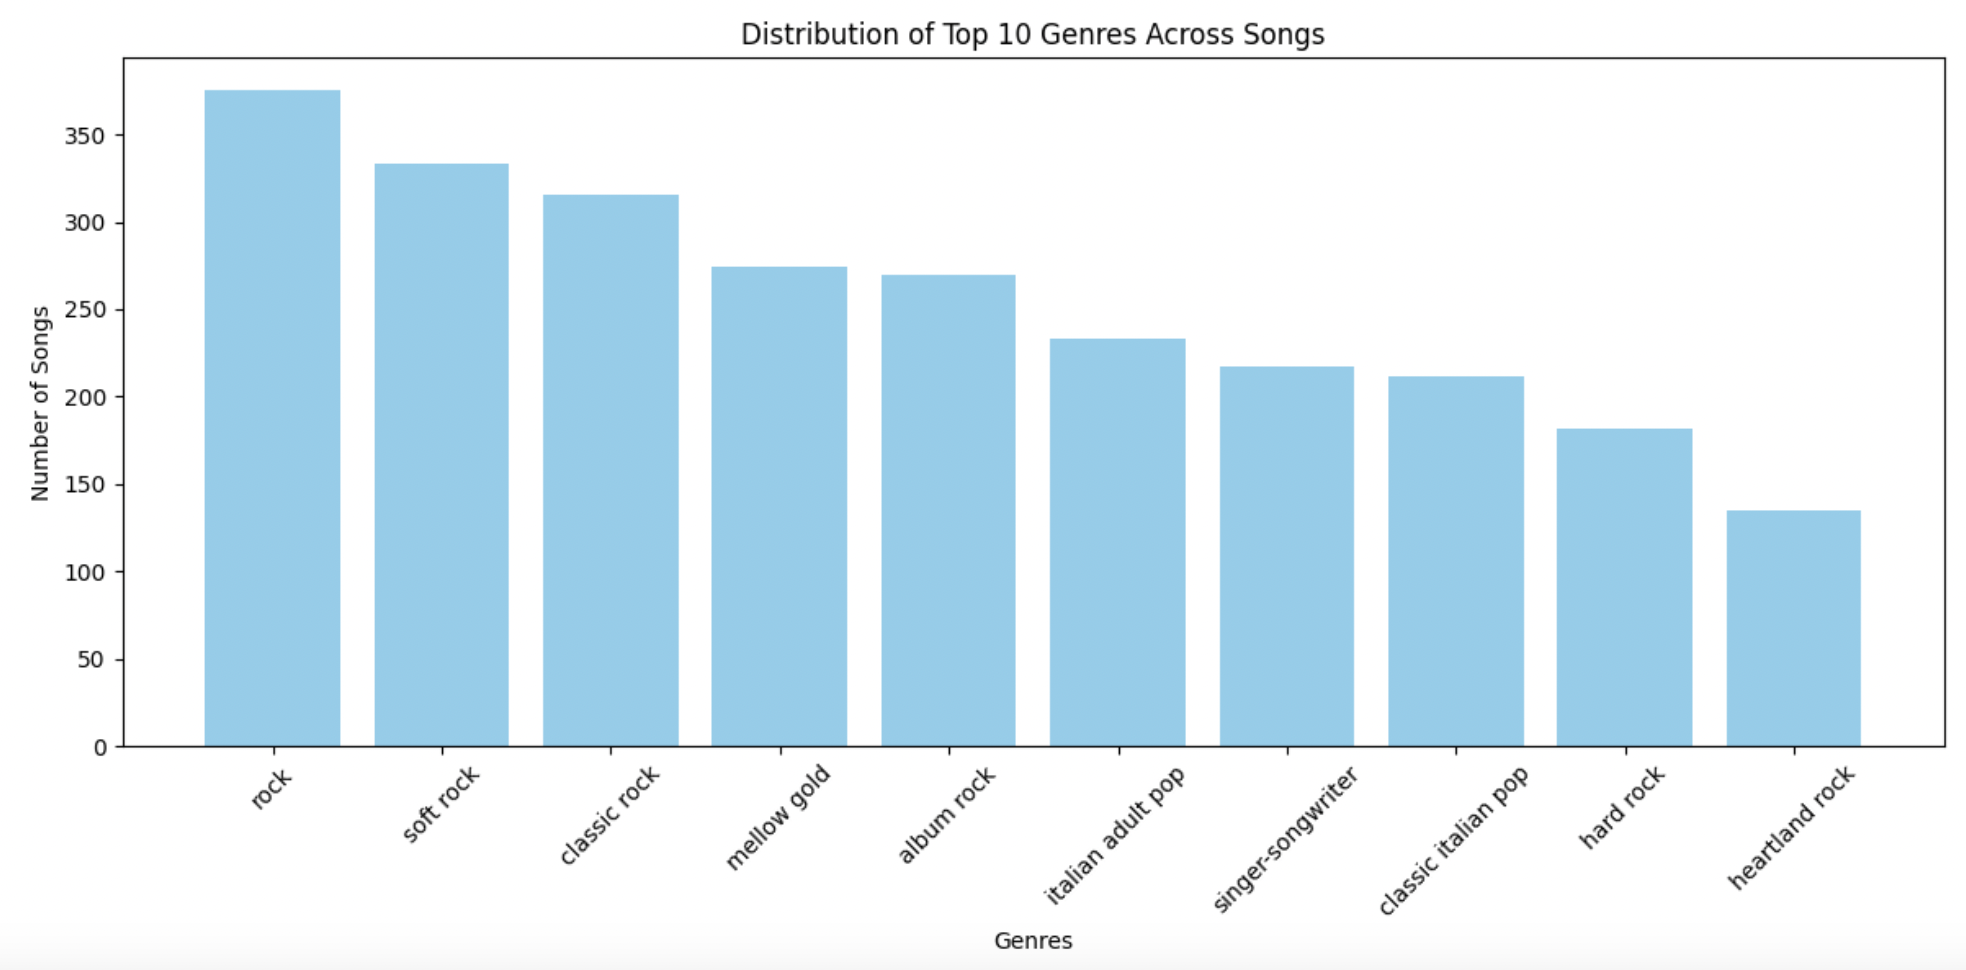 Distribution of Top 10 Genres Across Songs
350
300
250
200
150
100
50
0
Number of Songs
rock
soft rock
classic rock
mellow gold
album rock
italian adult pop
singer-songwriter
classic italian pop
hard rock
heartland rock
Genres